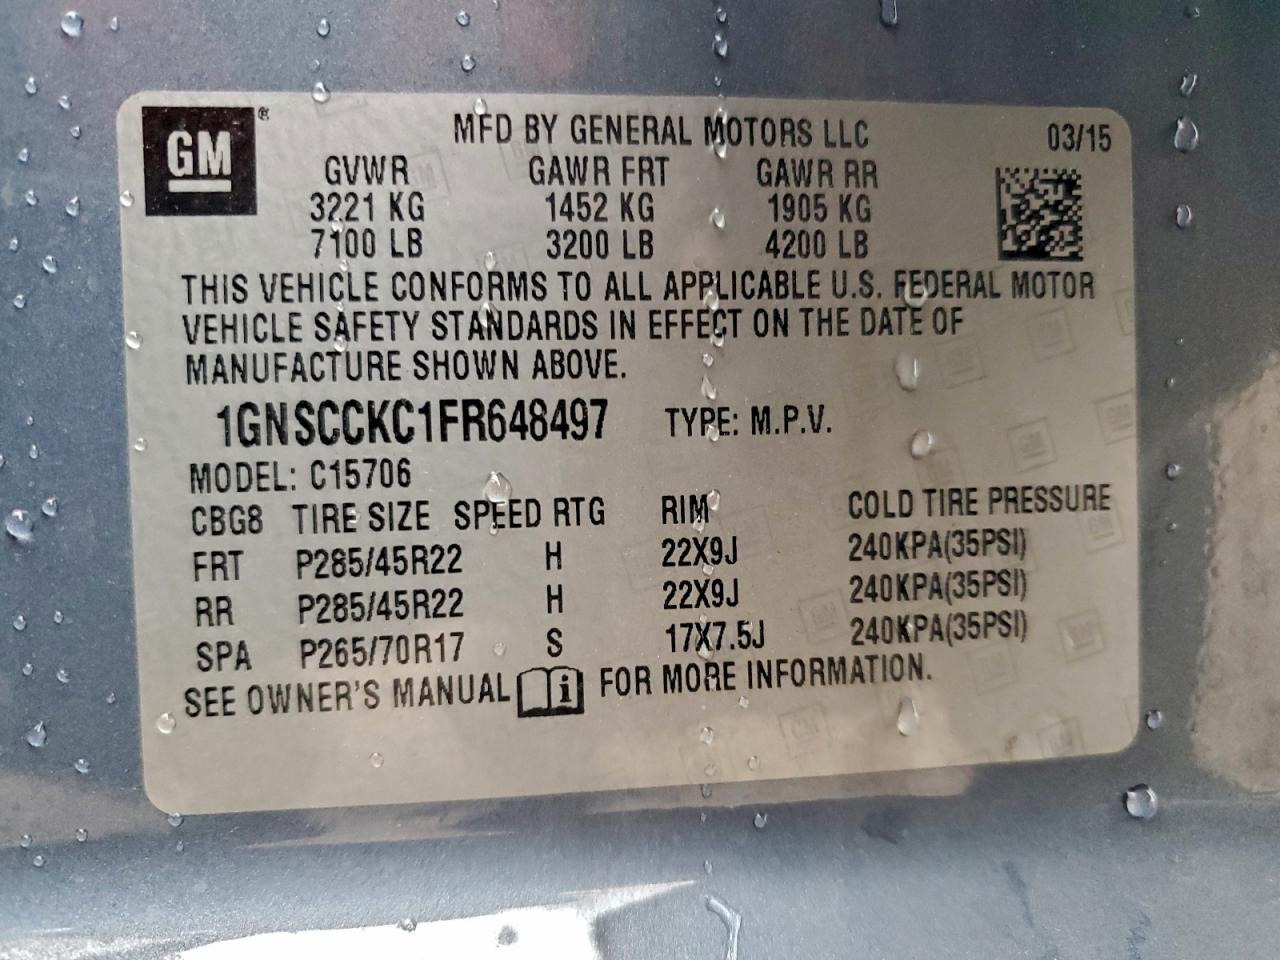 GM ®
MFD BY GENERAL MOTORS LLC 03/15
GVWR GAWR FRT GAWR RR
3221 KG 1452 KG 1905 KG
7100 LB 3200 LB 4200 LB
THIS VEHICLE CONFORMS TO ALL APPLICABLE U.S. FEDERAL MOTOR
VEHICLE SAFETY STANDARDS IN EFFECT ON THE DATE OF
MANUFACTURE SHOWN ABOVE.
1GNSCCKC1FR648497 TYPE: M.P.V.
MODEL: C15706
CBG8 TIRE SIZE SPEED RTG RIM COLD TIRE PRESSURE
FRT P285/45R22 H 22X9J 240KPA(35PSI)
RR P285/45R22 H 22X9J 240KPA(35PSI)
SPA P265/70R17 S 17X7.5J 240KPA(35PSI)
SEE OWNER'S MANUAL i FOR MORE INFORMATION.